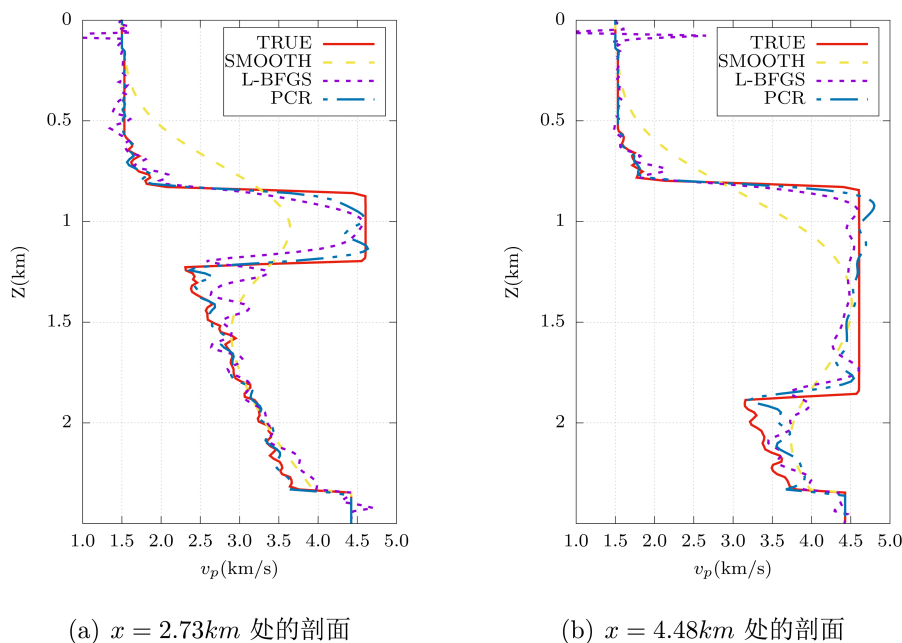 0
0.5
1
1.5
2
Z(km)
1.0 1.5 2.0 2.5 3.0 3.5 4.0 4.5 5.0
v_p(km/s)
TRUE
SMOOTH
L-BFGS
PCR
(a) x = 2.73km 处的剖面
0
0.5
1
1.5
2
Z(km)
1.0 1.5 2.0 2.5 3.0 3.5 4.0 4.5 5.0
v_p(km/s)
TRUE
SMOOTH
L-BFGS
PCR
(b) x = 4.48km 处的剖面